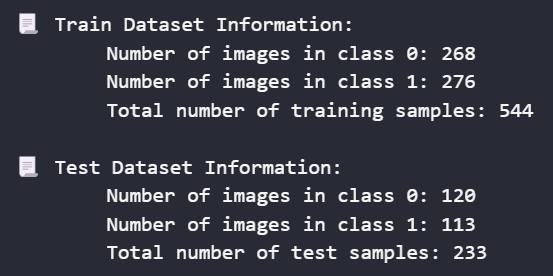 Train Dataset Information:
Number of images in class 0: 268
Number of images in class 1: 276
Total number of training samples: 544
Test Dataset Information:
Number of images in class 0: 120
Number of images in class 1: 113
Total number of test samples: 233